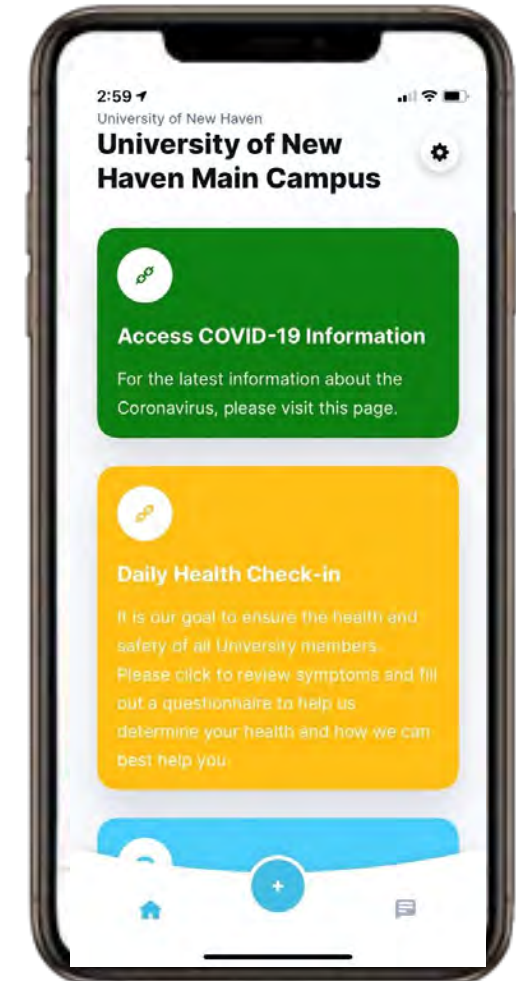 2:59
University of New Haven
University of New
Haven Main Campus
Access COVID-19 Information
For the latest information about the
Coronavirus, please visit this page.
Daily Health Check-in
It is our goal to ensure the health and
safety of all University members.
Please click to review symptoms and fill
out a questionnaire to help us
determine your health and how we can
best help you.